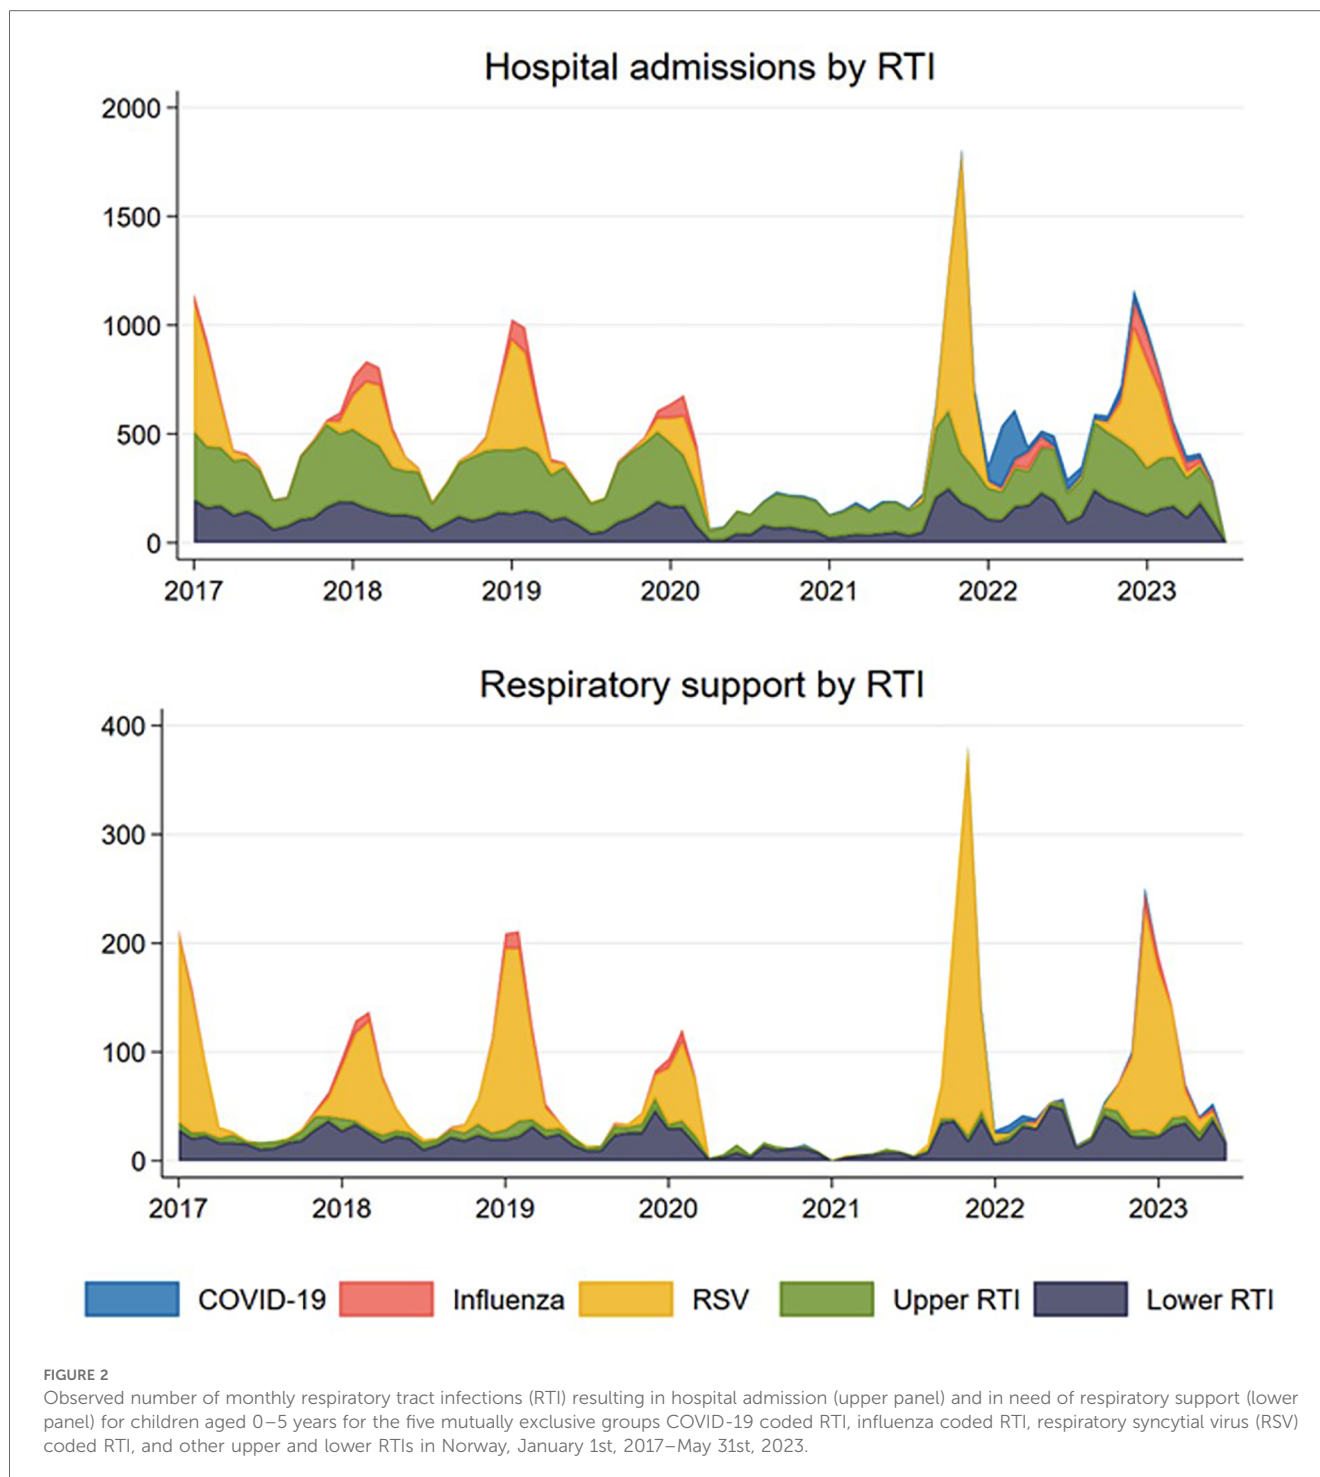 Hospital admissions by RTI
2000
1500
1000
500
0
2017 2018 2019 2020 2021 2022 2023
Respiratory support by RTI
400
300
200
100
0
2017 2018 2019 2020 2021 2022 2023
COVID-19 Influenza RSV Upper RTI Lower RTI
FIGURE 2
Observed number of monthly respiratory tract infections (RTI) resulting in hospital admission (upper panel) and in need of respiratory support (lower
panel) for children aged 0–5 years for the five mutually exclusive groups COVID-19 coded RTI, influenza coded RTI, respiratory syncytial virus (RSV)
coded RTI, and other upper and lower RTIs in Norway, January 1st, 2017–May 31st, 2023.